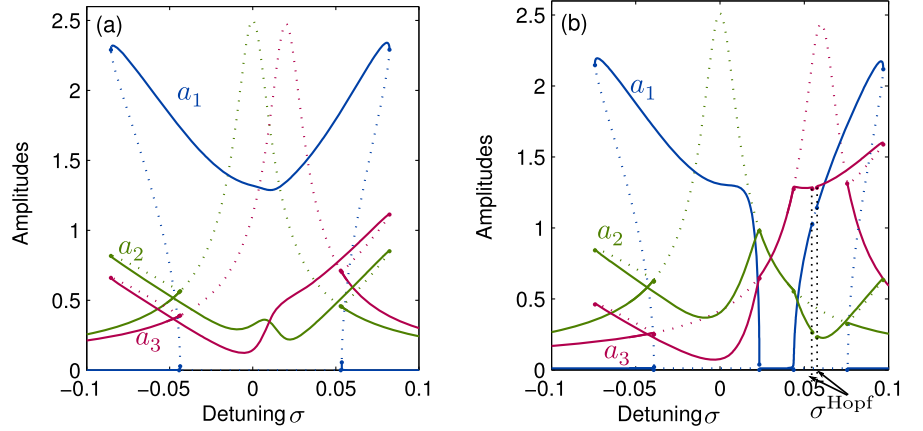 (a)
2.5
2
1.5
1
0.5
0
Amplitudes
a₁
a₂
a₃
−0.1 −0.05 0 0.05 0.1
Detuning σ
(b)
2.5
2
1.5
1
0.5
0
Amplitudes
a₁
a₂
a₃
−0.1 −0.05 0 0.05 0.1
Detuning σ
σ^Hopf